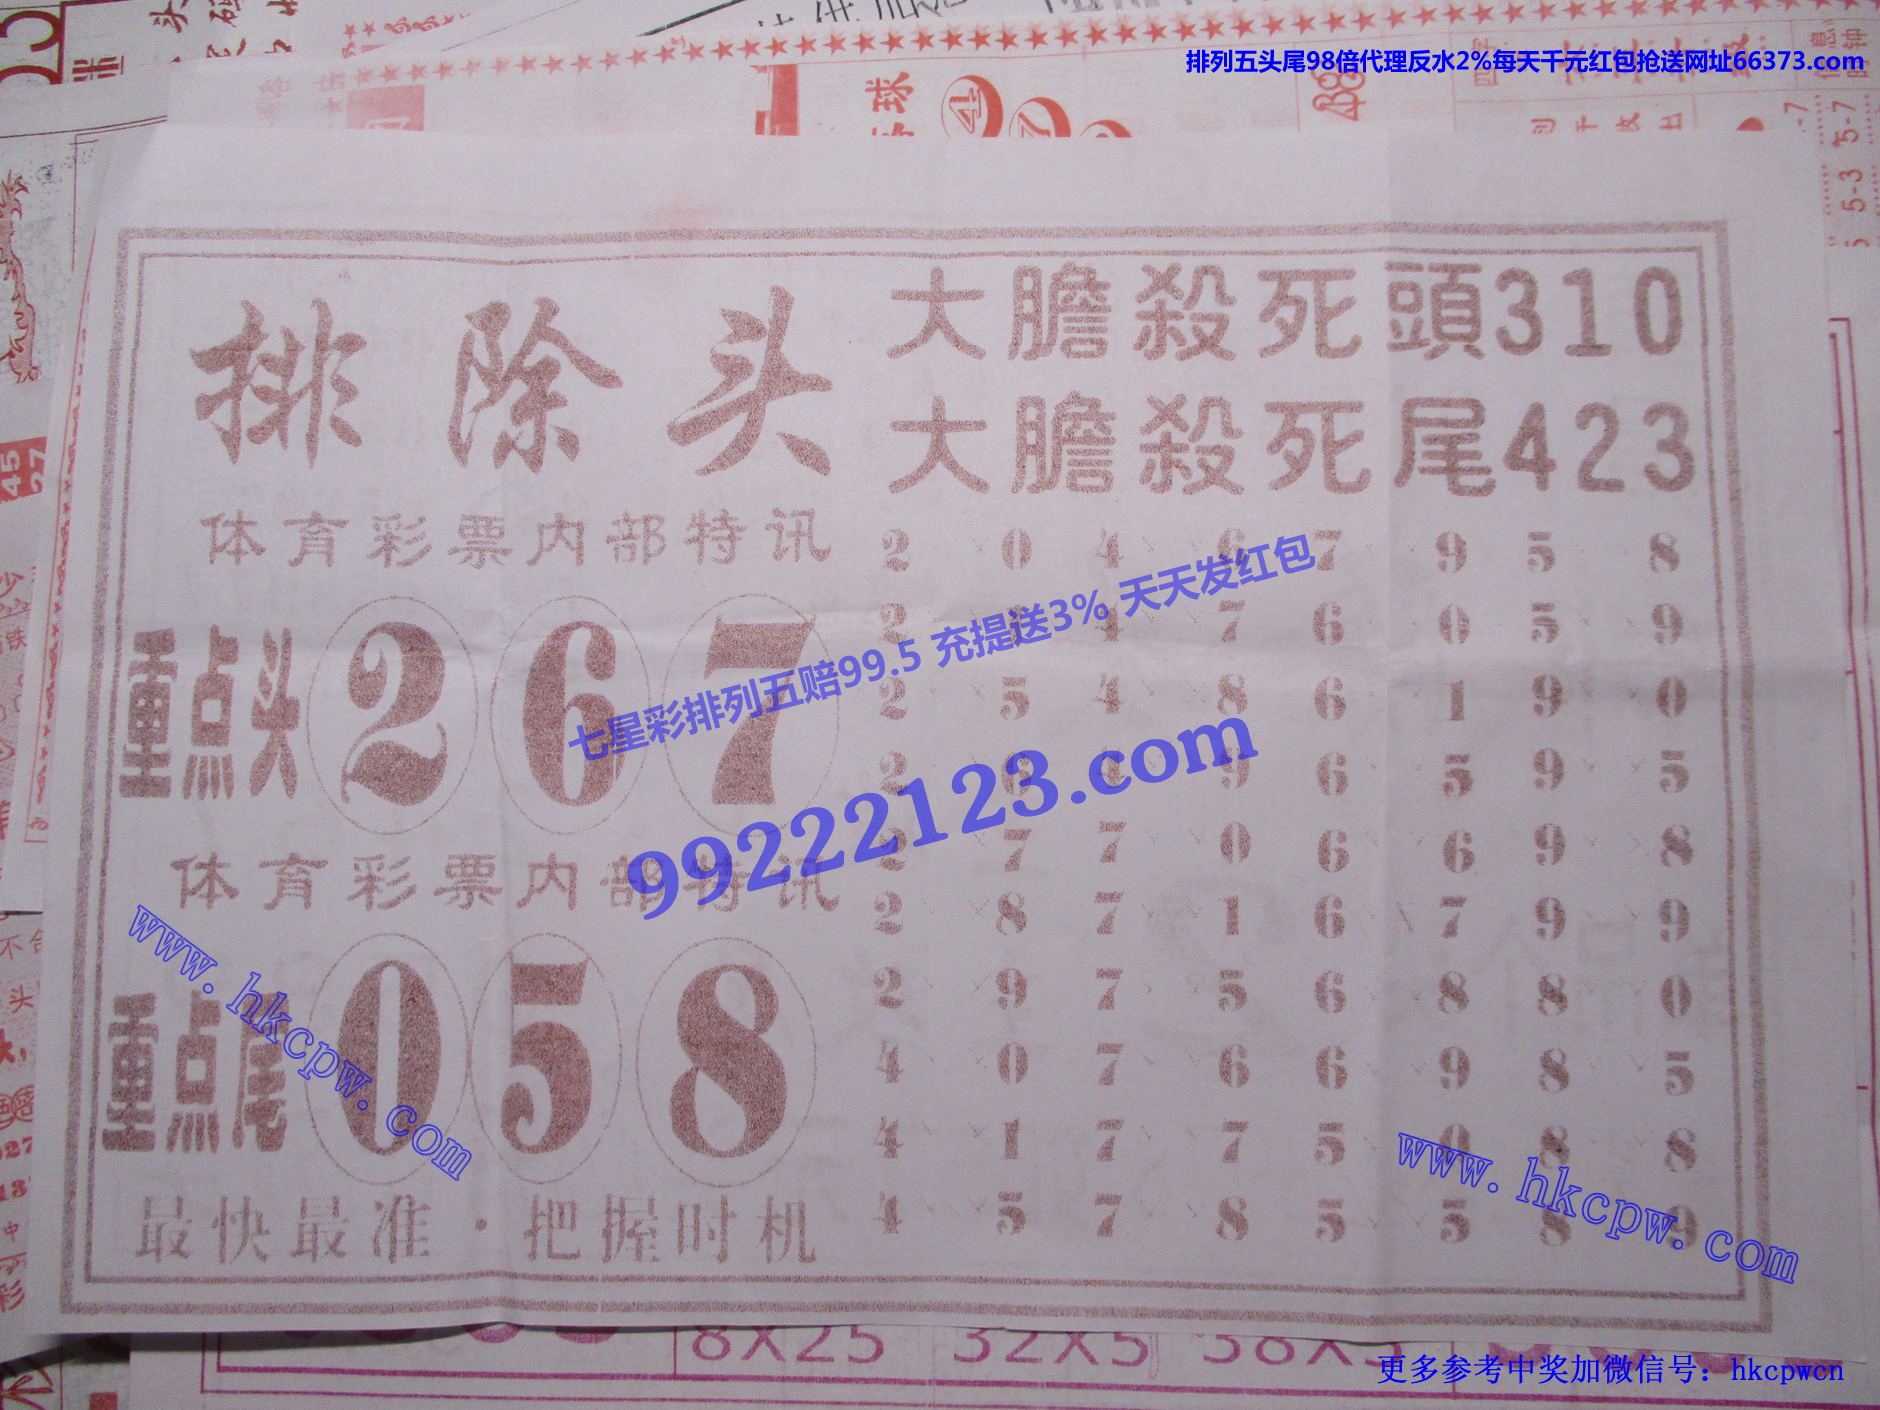 排列五头尾98倍代理反水2%每天千元红包抢送网址66373.com
排除头
体育彩票内部特讯
重点头 2 6 7
体育彩票内部特讯
重点尾 0 5 8
最快最准·把握时机
大膽殺死頭310
大膽殺死尾423
2 0 4 6 7 9 5 8
2 4 7 6 0 5 9
2 5 4 8 6 1 9 0
2 6 4 9 6 5 9 5
2 7 7 0 6 6 9 8
2 8 7 1 6 7 9 9
2 9 7 5 6 8 8 0
4 0 7 6 6 9 8 5
4 1 7 7 5 0 8 8
4 5 7 8 5 5 8 9
七星彩排列五赔99.5 充提送3% 天天发红包
99222123.com
www.hkcpw.com
www.hkcpw.com
8X25 32X5 38X5
更多参考中奖加微信号：hkcpwcn